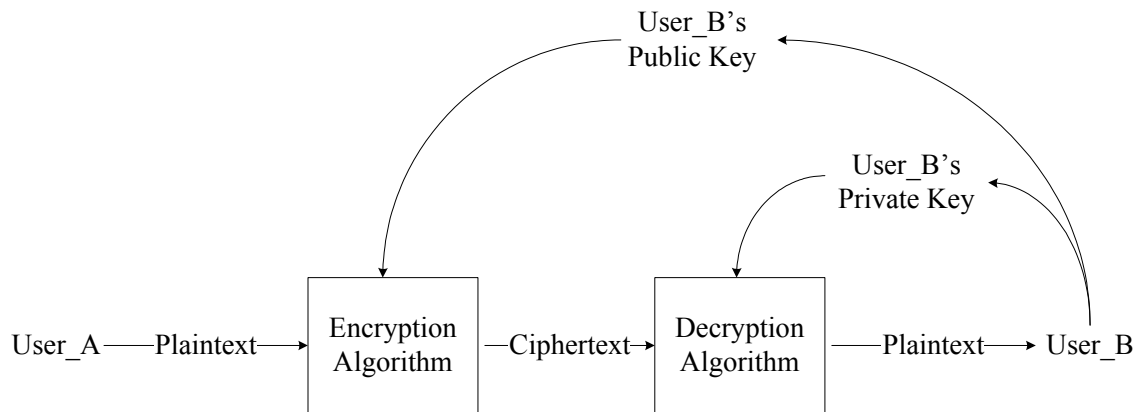 User_B's
Public Key
User_B's
Private Key
User_A
Plaintext
Encryption
Algorithm
Ciphertext
Decryption
Algorithm
Plaintext
User_B